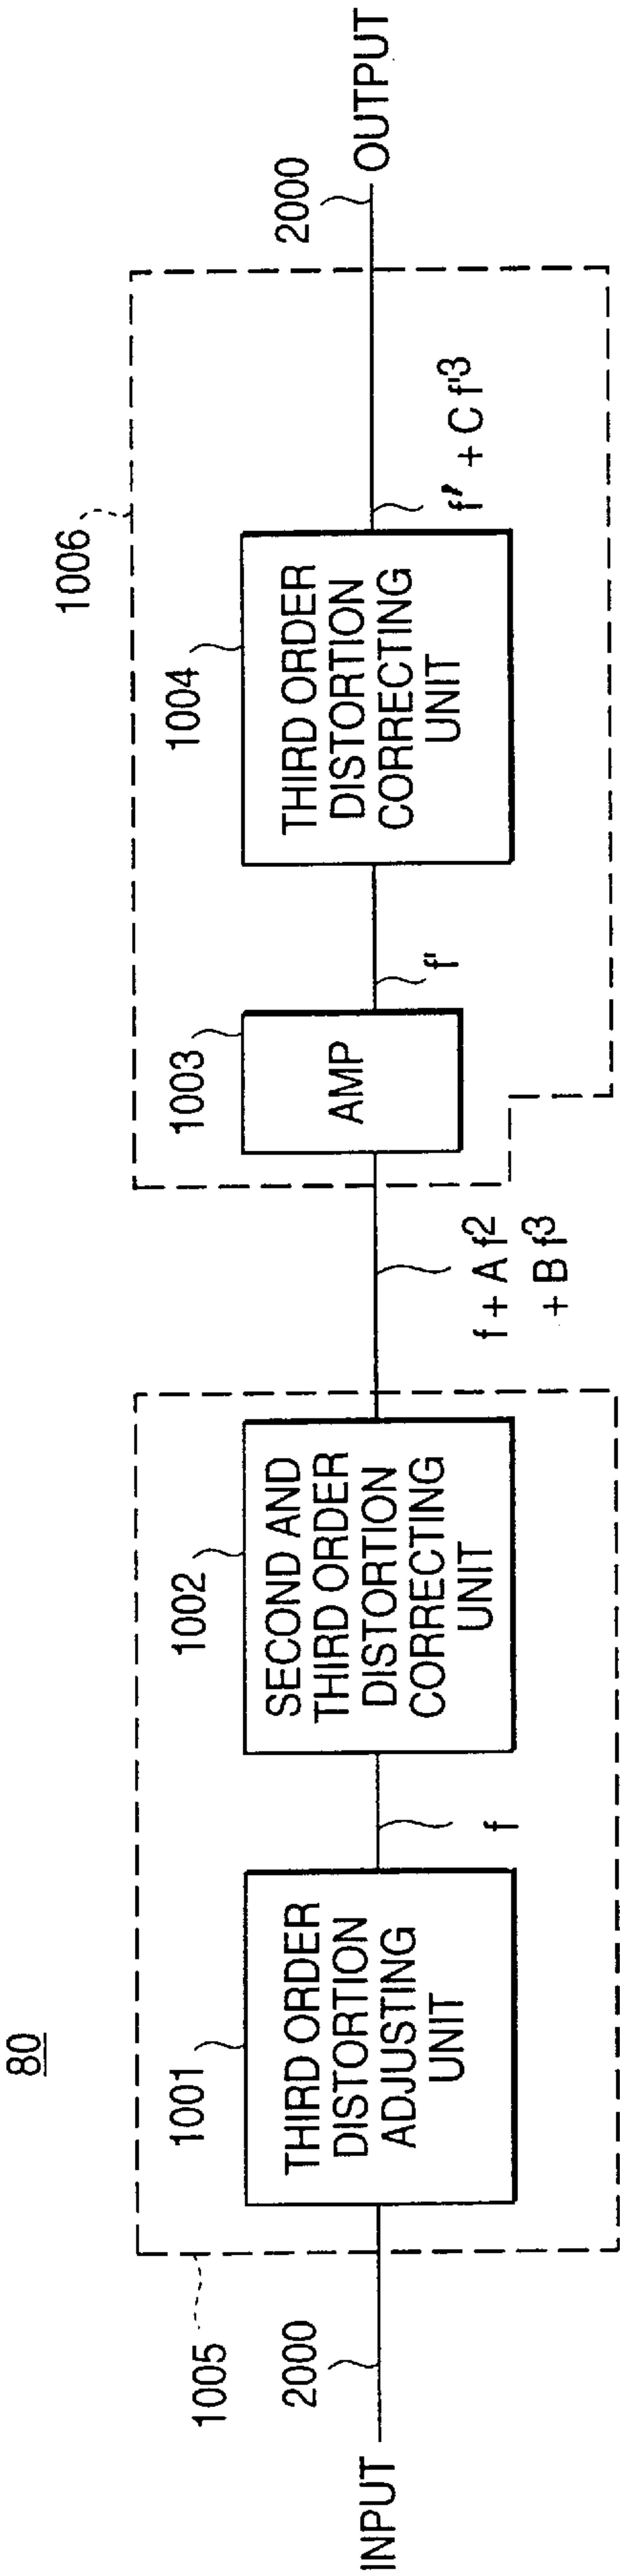 80
INPUT
2000
1005
1001
THIRD ORDER
DISTORTION
ADJUSTING
UNIT
f
1002
SECOND AND
THIRD ORDER
DISTORTION
CORRECTING
UNIT
f + A f2
+ B f3
1003
AMP
f'
1004
THIRD ORDER
DISTORTION
CORRECTING
UNIT
1006
f' + C f'3
2000
OUTPUT